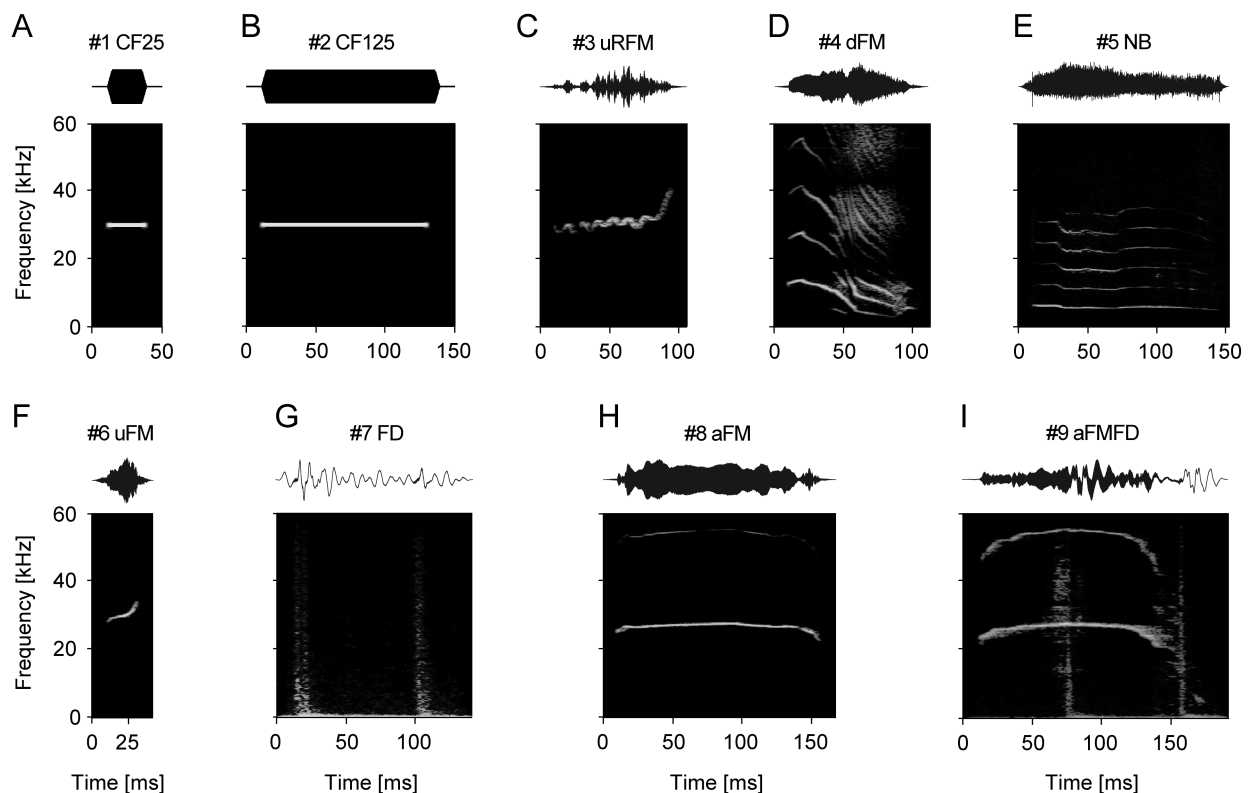 A B C D E
#1 CF25 #2 CF125 #3 uRFM #4 dFM #5 NB
60
40
20
0
Frequency [kHz]
0 50 0 50 100 150 0 50 100 0 50 100 0 50 100 150
F G H I
#6 uFM #7 FD #8 aFM #9 aFMFD
60
40
20
0
Frequency [kHz]
0 25 0 50 100 0 50 100 150 0 50 100 150
Time [ms] Time [ms] Time [ms] Time [ms]